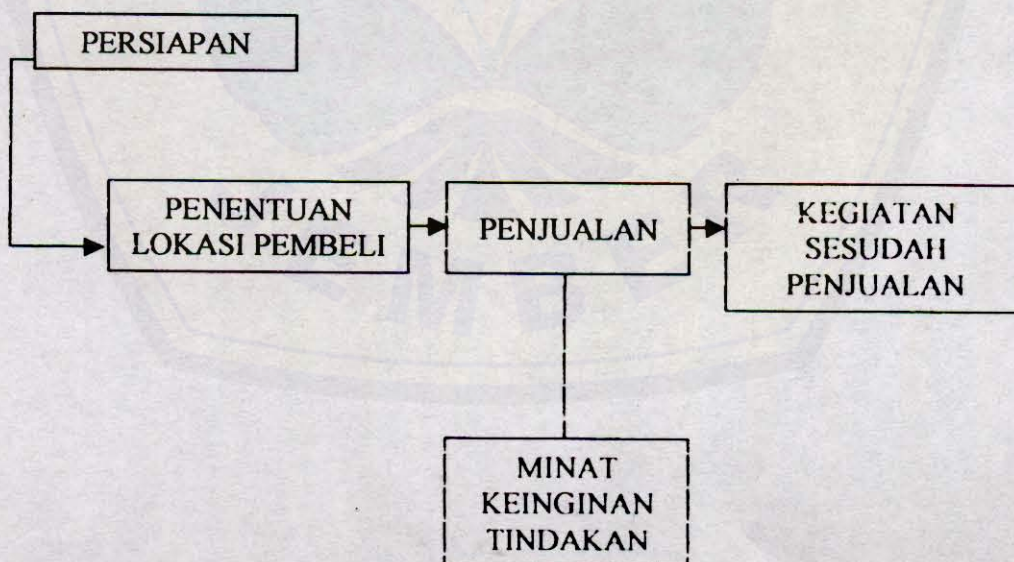 PERSIAPAN
PENENTUAN
LOKASI PEMBELI
PENJUALAN
KEGIATAN
SESUDAH
PENJUALAN
MINAT
KEINGINAN
TINDAKAN